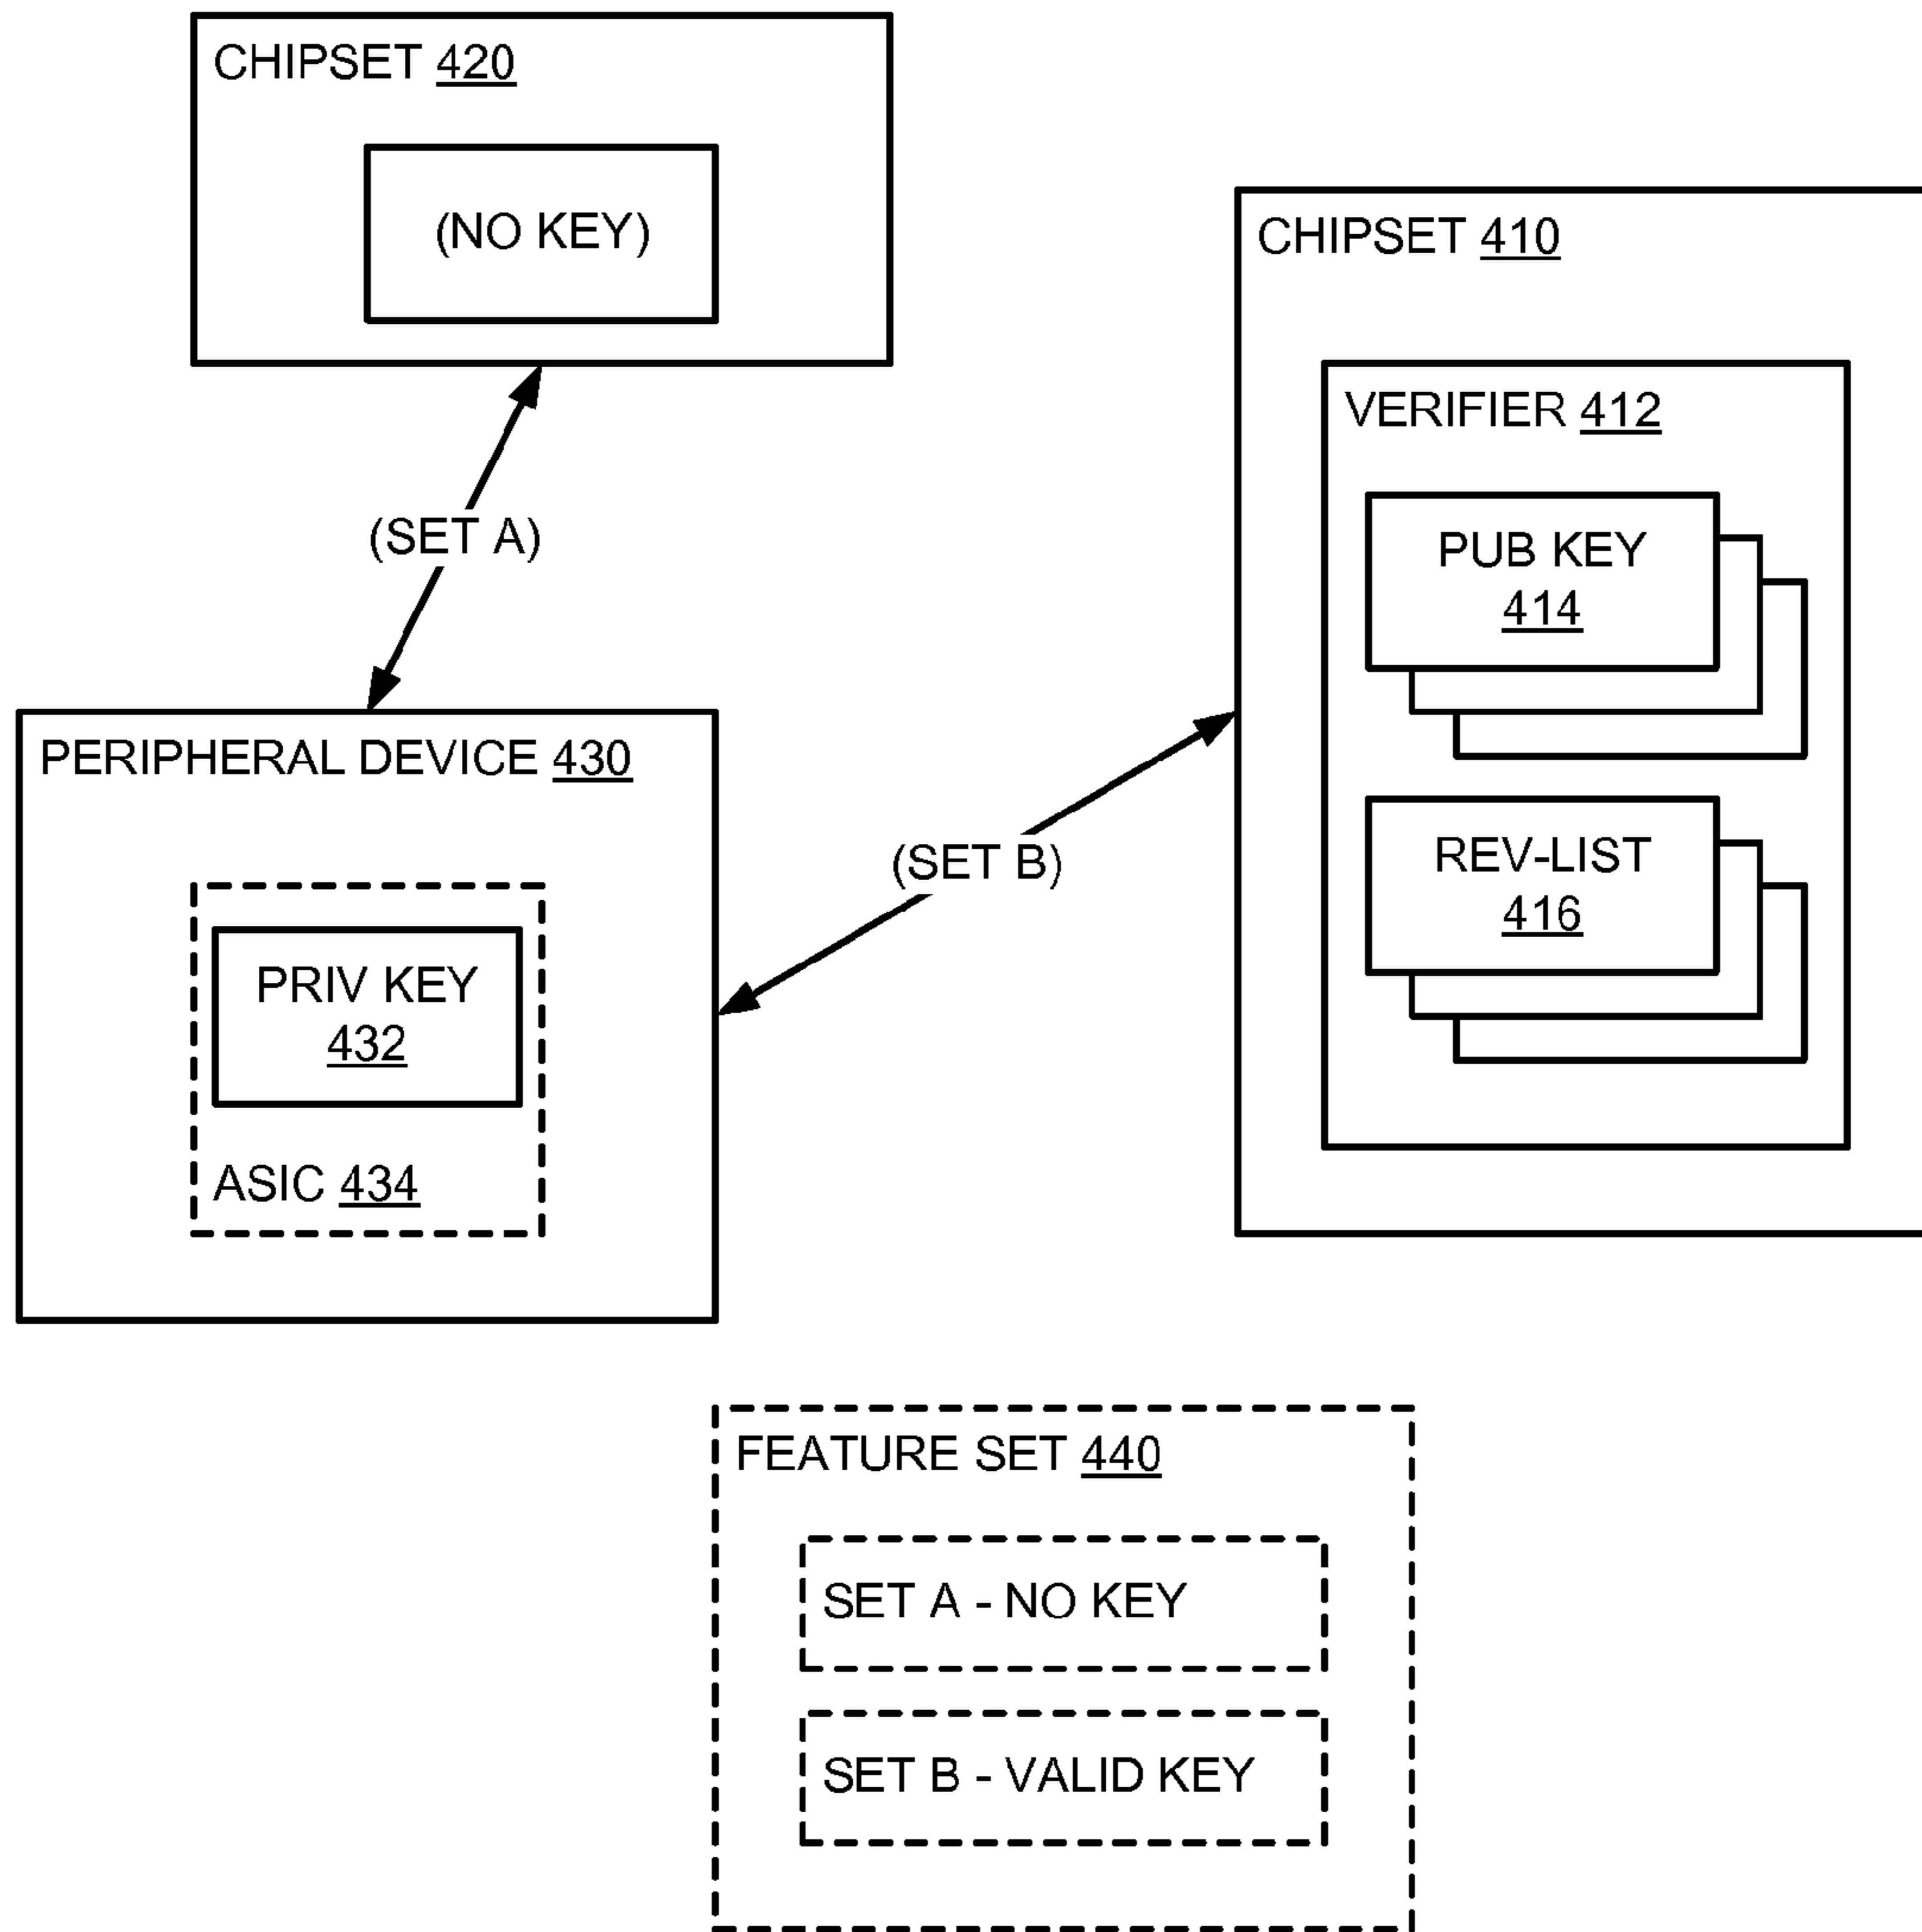 CHIPSET 420
(NO KEY)
CHIPSET 410
VERIFIER 412
PUB KEY
414
REV-LIST
416
(SET A)
(SET B)
PERIPHERAL DEVICE 430
PRIV KEY
432
ASIC 434
FEATURE SET 440
SET A - NO KEY
SET B - VALID KEY